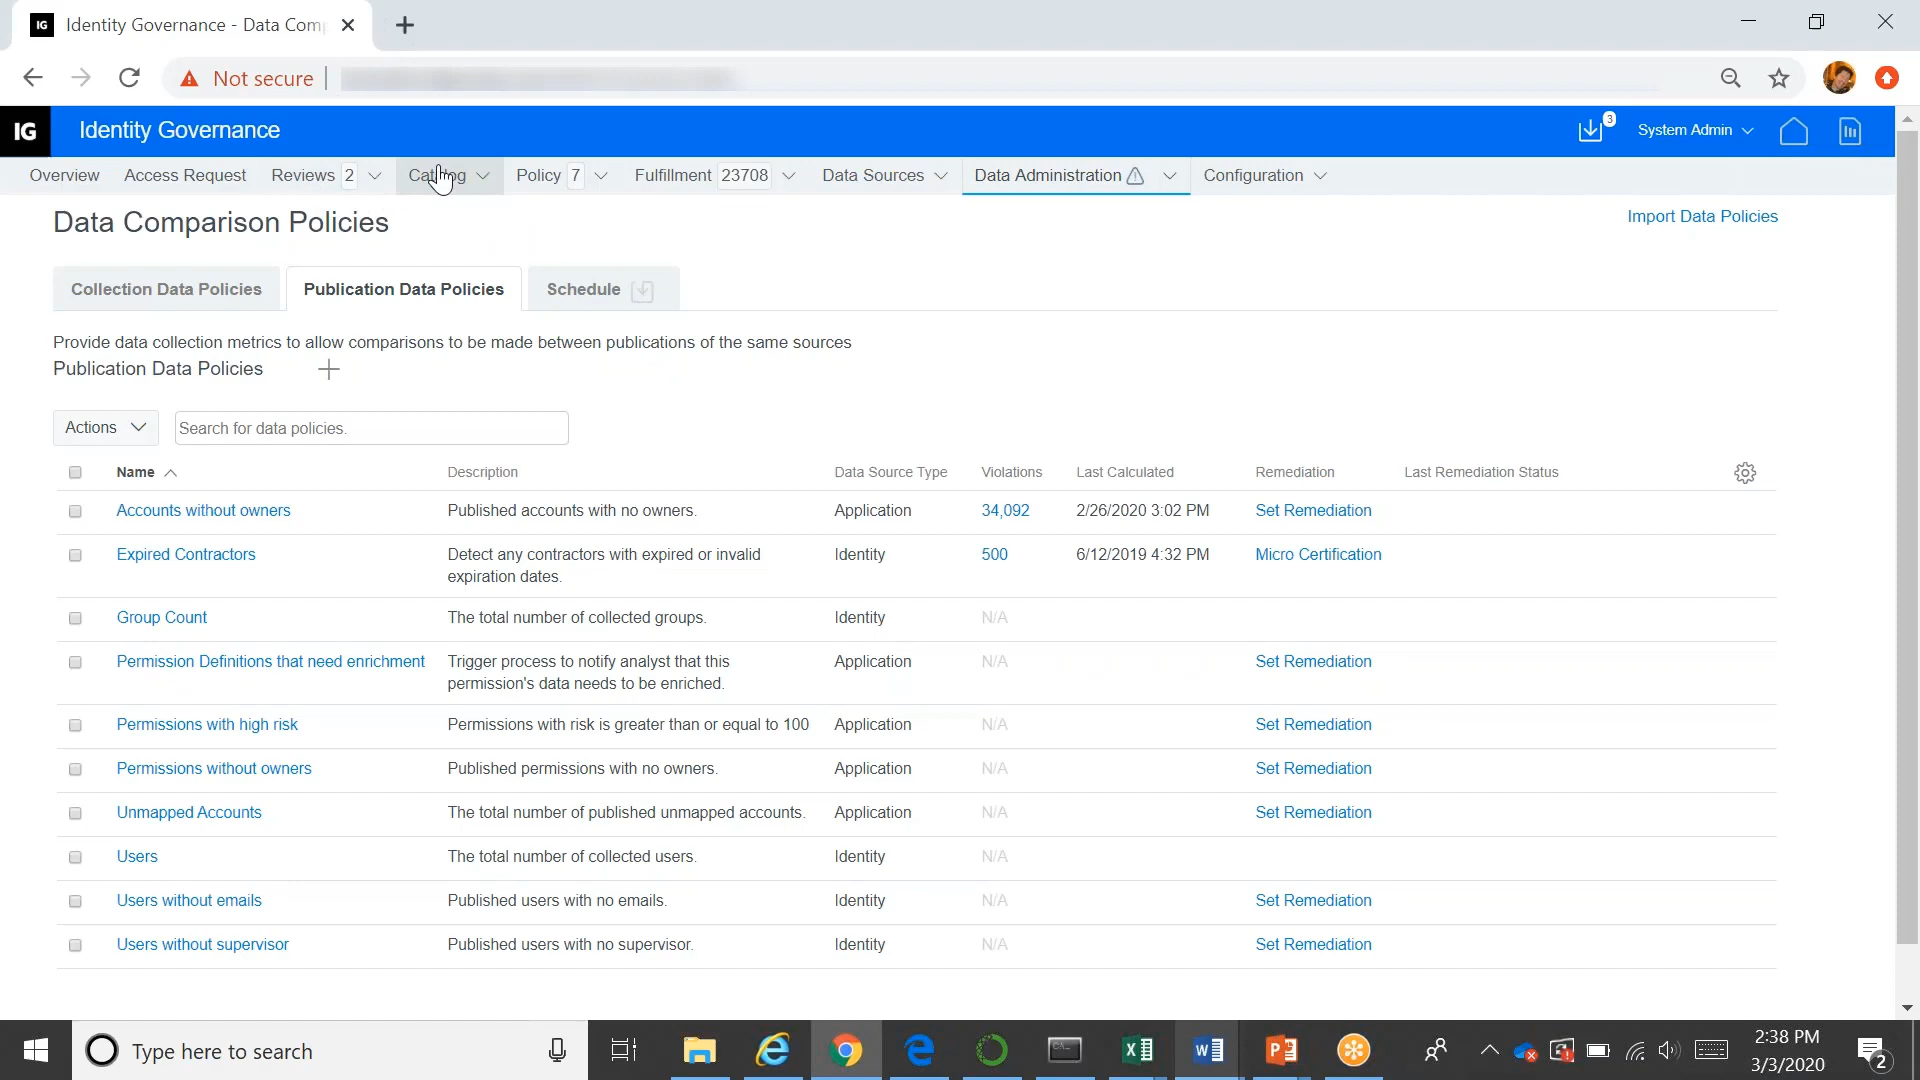 IG Identity Governance - Data Com
Not secure
IG Identity Governance 3 System Admin
Overview Access Request Reviews 2 Catalog Policy 7 Fulfillment 23708 Data Sources Data Administration Configuration
Data Comparison Policies Import Data Policies
Collection Data Policies Publication Data Policies Schedule
Provide data collection metrics to allow comparisons to be made between publications of the same sources
Publication Data Policies
Actions Search for data policies.
Name Description Data Source Type Violations Last Calculated Remediation Last Remediation Status
Accounts without owners Published accounts with no owners. Application 34,092 2/26/2020 3:02 PM Set Remediation
Expired Contractors Detect any contractors with expired or invalid Identity 500 6/12/2019 4:32 PM Micro Certification
expiration dates.
Group Count The total number of collected groups. Identity N/A
Permission Definitions that need enrichment Trigger process to notify analyst that this Application N/A Set Remediation
permission's data needs to be enriched.
Permissions with high risk Permissions with risk is greater than or equal to 100 Application N/A Set Remediation
Permissions without owners Published permissions with no owners. Application N/A Set Remediation
Unmapped Accounts The total number of published unmapped accounts. Application N/A Set Remediation
Users The total number of collected users. Identity N/A
Users without emails Published users with no emails. Identity N/A Set Remediation
Users without supervisor Published users with no supervisor. Identity N/A Set Remediation
Type here to search 2:38 PM
3/3/2020 2